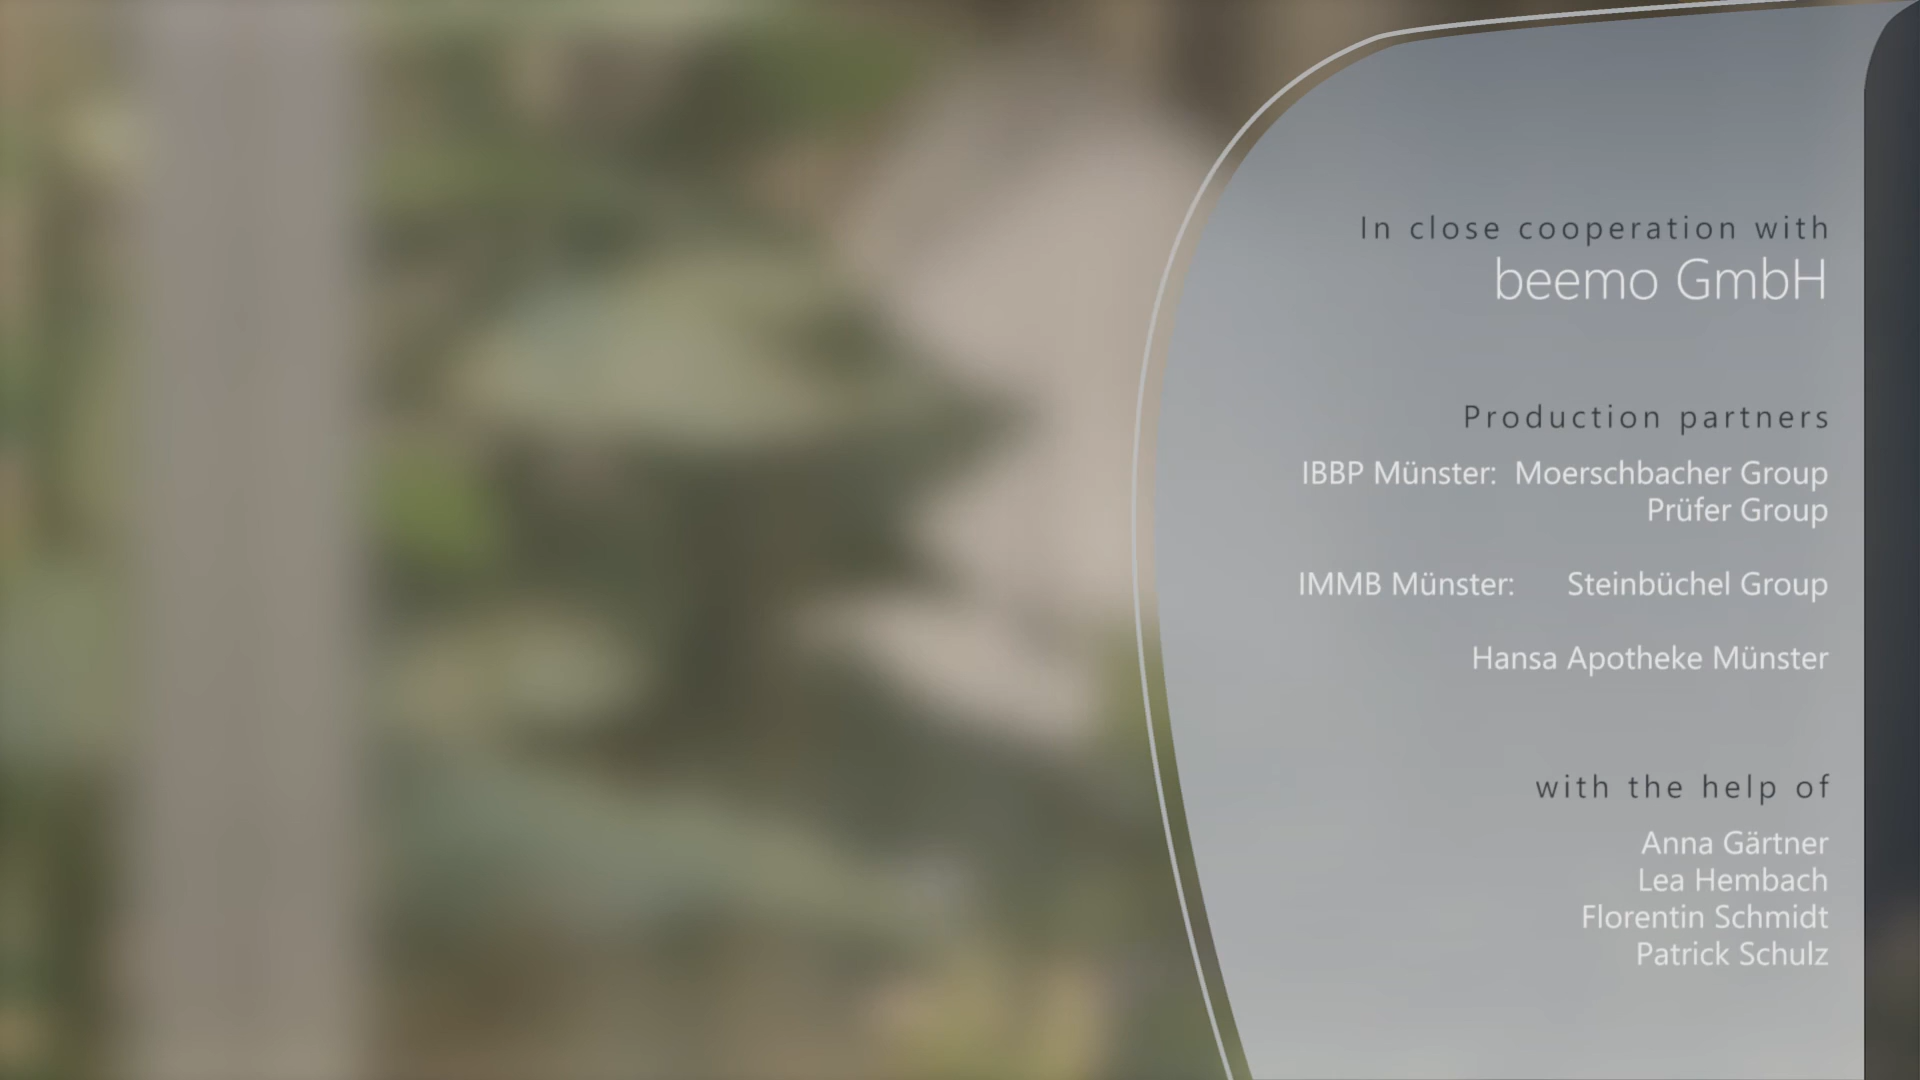 In close cooperation with
beemo GmbH
Production partners
IBBP Münster: Moerschbacher Group
Prüfer Group
IMMB Münster: Steinbüchel Group
Hansa Apotheke Münster
with the help of
Anna Gärtner
Lea Hembach
Florentin Schmidt
Patrick Schulz